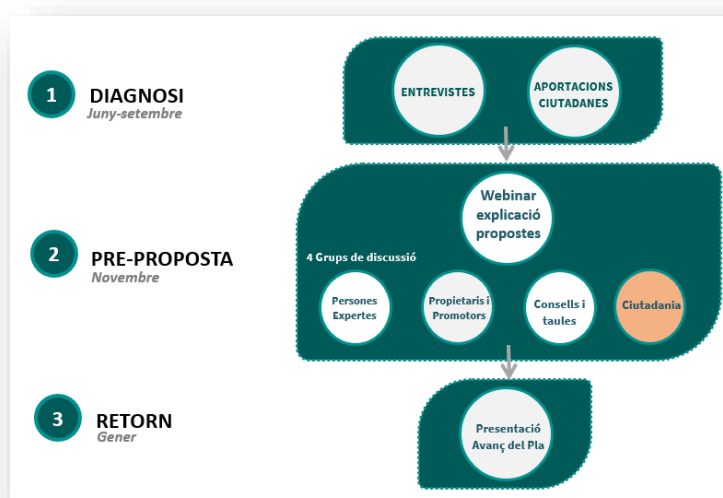 1
DIAGNOSI
Juny-setembre
ENTREVISTES
APORTACIONS
CIUTADANES
2
PRE-PROPOSTA
Novembre
Webinar
explicació
propostes
4 Grups de discussió
Persones
Expertes
Propietaris i
Promotors
Consells i
taules
Ciutadania
3
RETORN
Gener
Presentació
Avanç del Pla